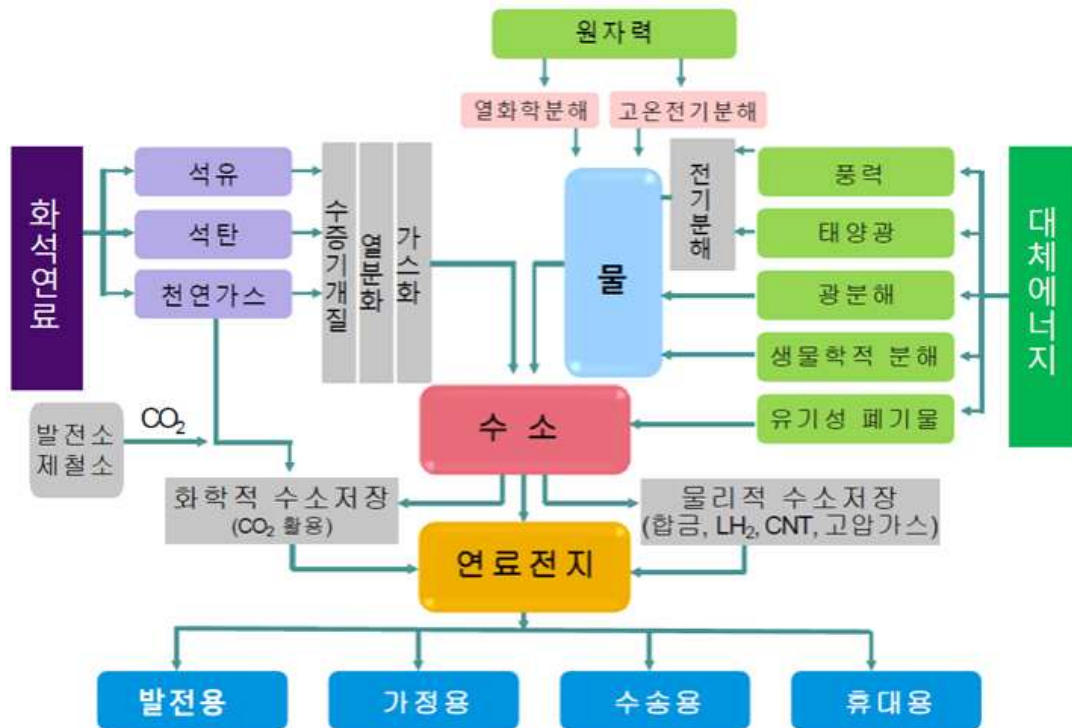 원자력
열화학분해
고온전기분해
화석연료
석유
석탄
천연가스
수증기개질
열분화
가스화
물
전기분해
풍력
태양광
광분해
생물학적 분해
유기성 폐기물
대체에너지
발전소
제철소
CO₂
수 소
화학적 수소저장
(CO₂ 활용)
물리적 수소저장
(합금, LH₂, CNT, 고압가스)
연료전지
발전용
가정용
수송용
휴대용